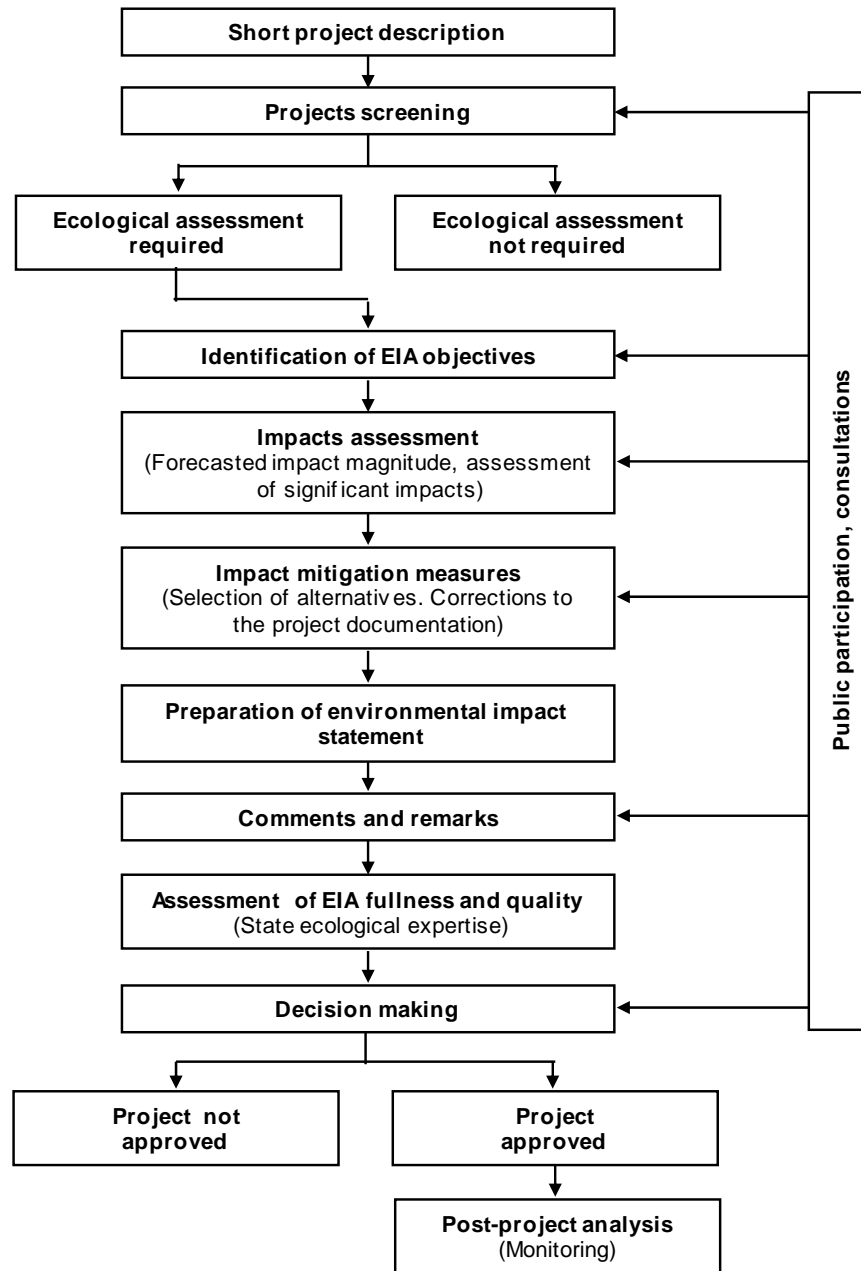 Short project description
Projects screening
Ecological assessment
required
Ecological assessment
not required
Identification of EIA objectives
Impacts assessment
(Forecasted impact magnitude, assessment
of significant impacts)
Impact mitigation measures
(Selection of alternatives. Corrections to
the project documentation)
Preparation of environmental impact
statement
Comments and remarks
Assessment of EIA fullness and quality
(State ecological expertise)
Decision making
Project not
approved
Project
approved
Post-project analysis
(Monitoring)
Public participation, consultations